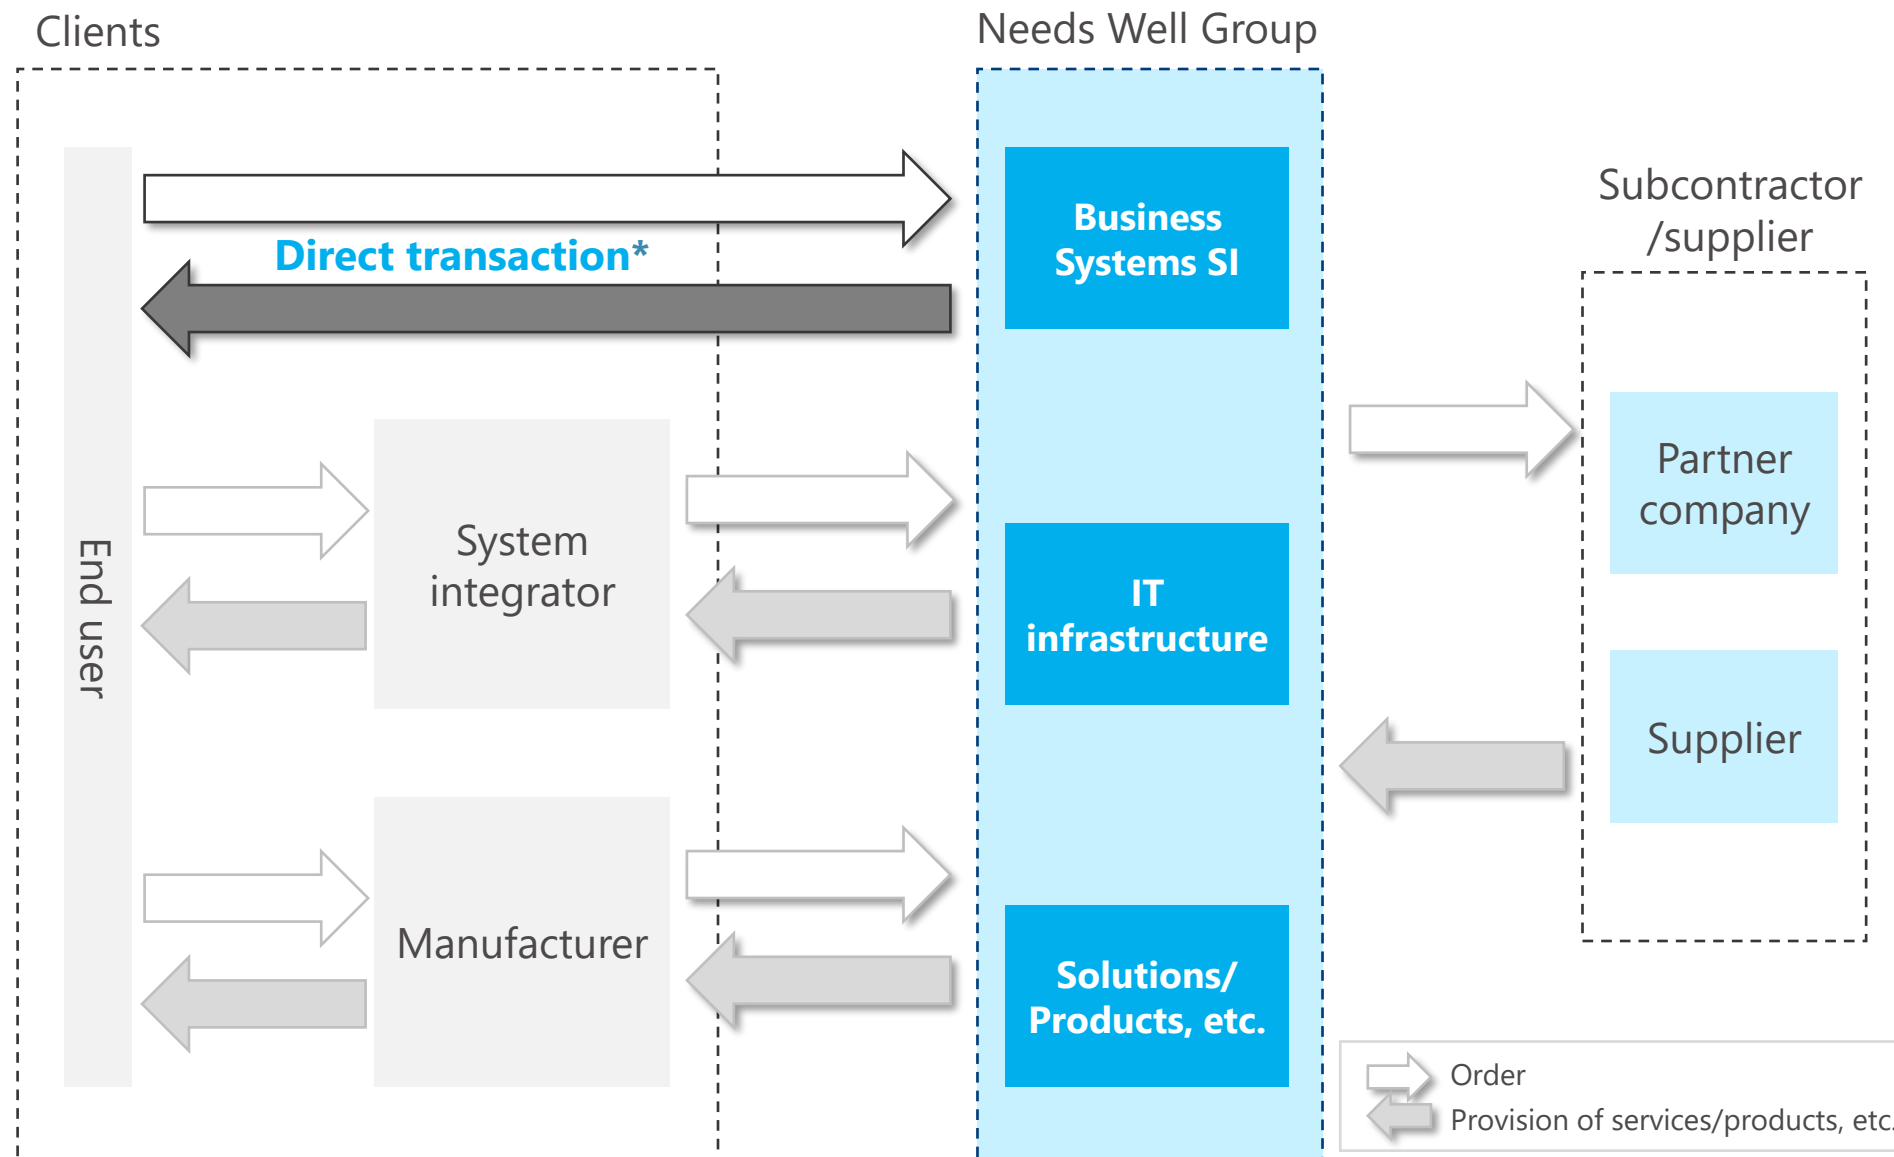 Clients
Needs Well Group
Subcontractor
/supplier
Direct transaction*
Business
Systems SI
End user
System
integrator
IT
infrastructure
Partner
company
Supplier
Manufacturer
Solutions/
Products, etc.
Order
Provision of services/products, etc.